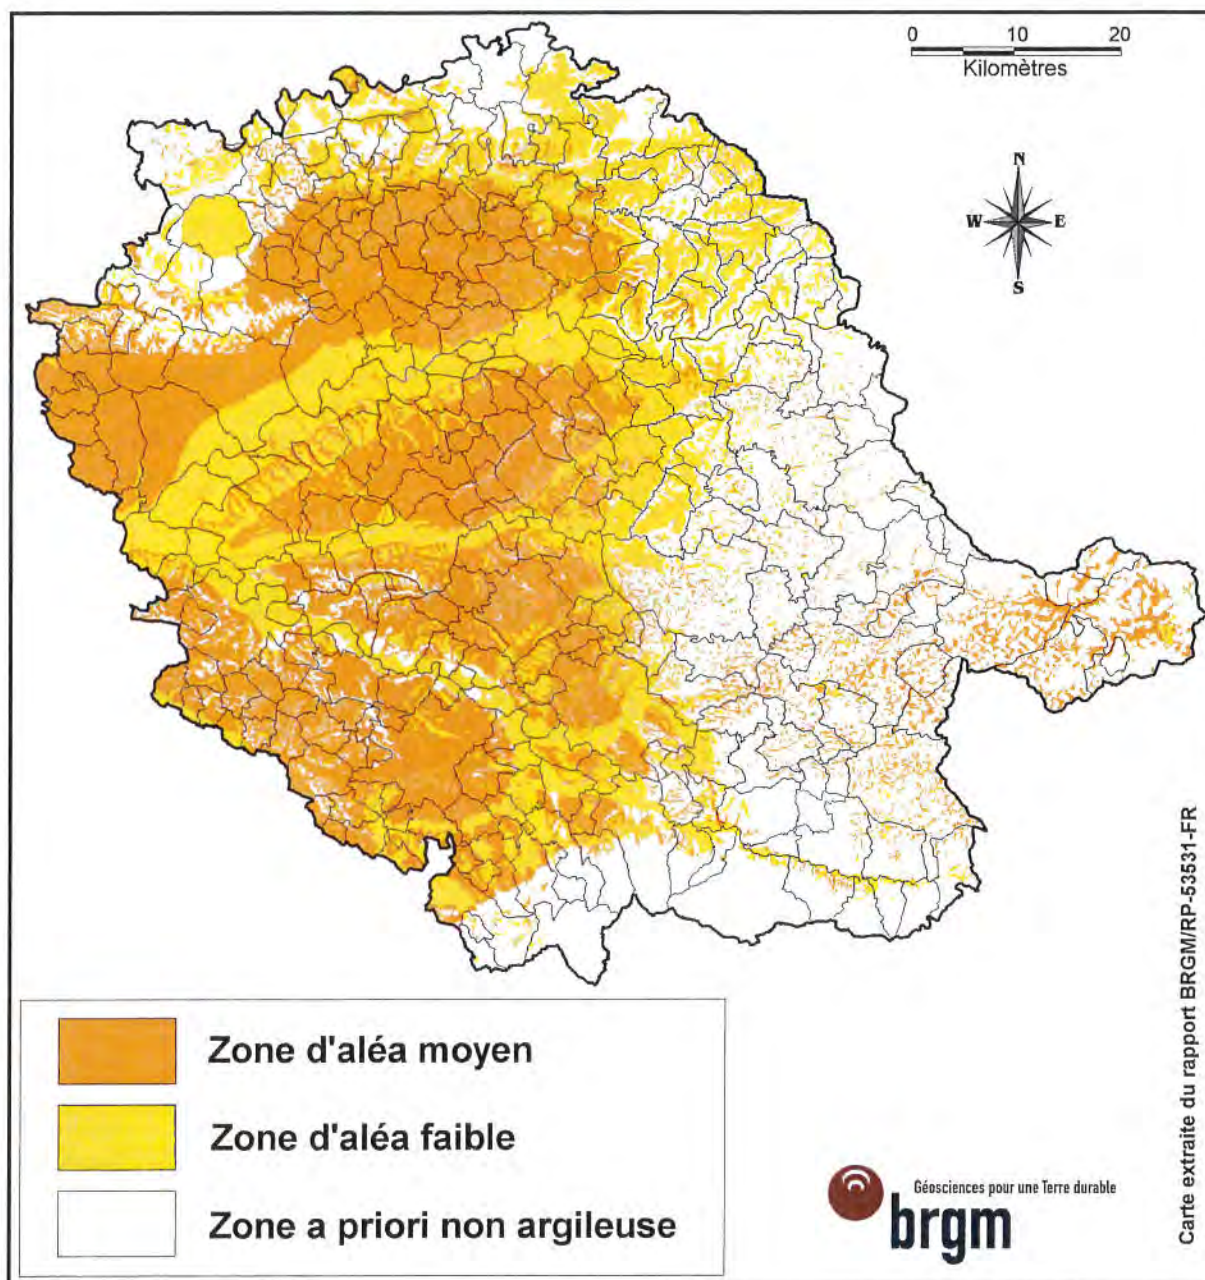 0 10 20
Kilomètres
N
W E
S
Zone d'aléa moyen
Zone d'aléa faible
Zone a priori non argileuse
Géosciences pour une Terre durable
brgm
Carte extraite du rapport BRGM/RP-53531-FR